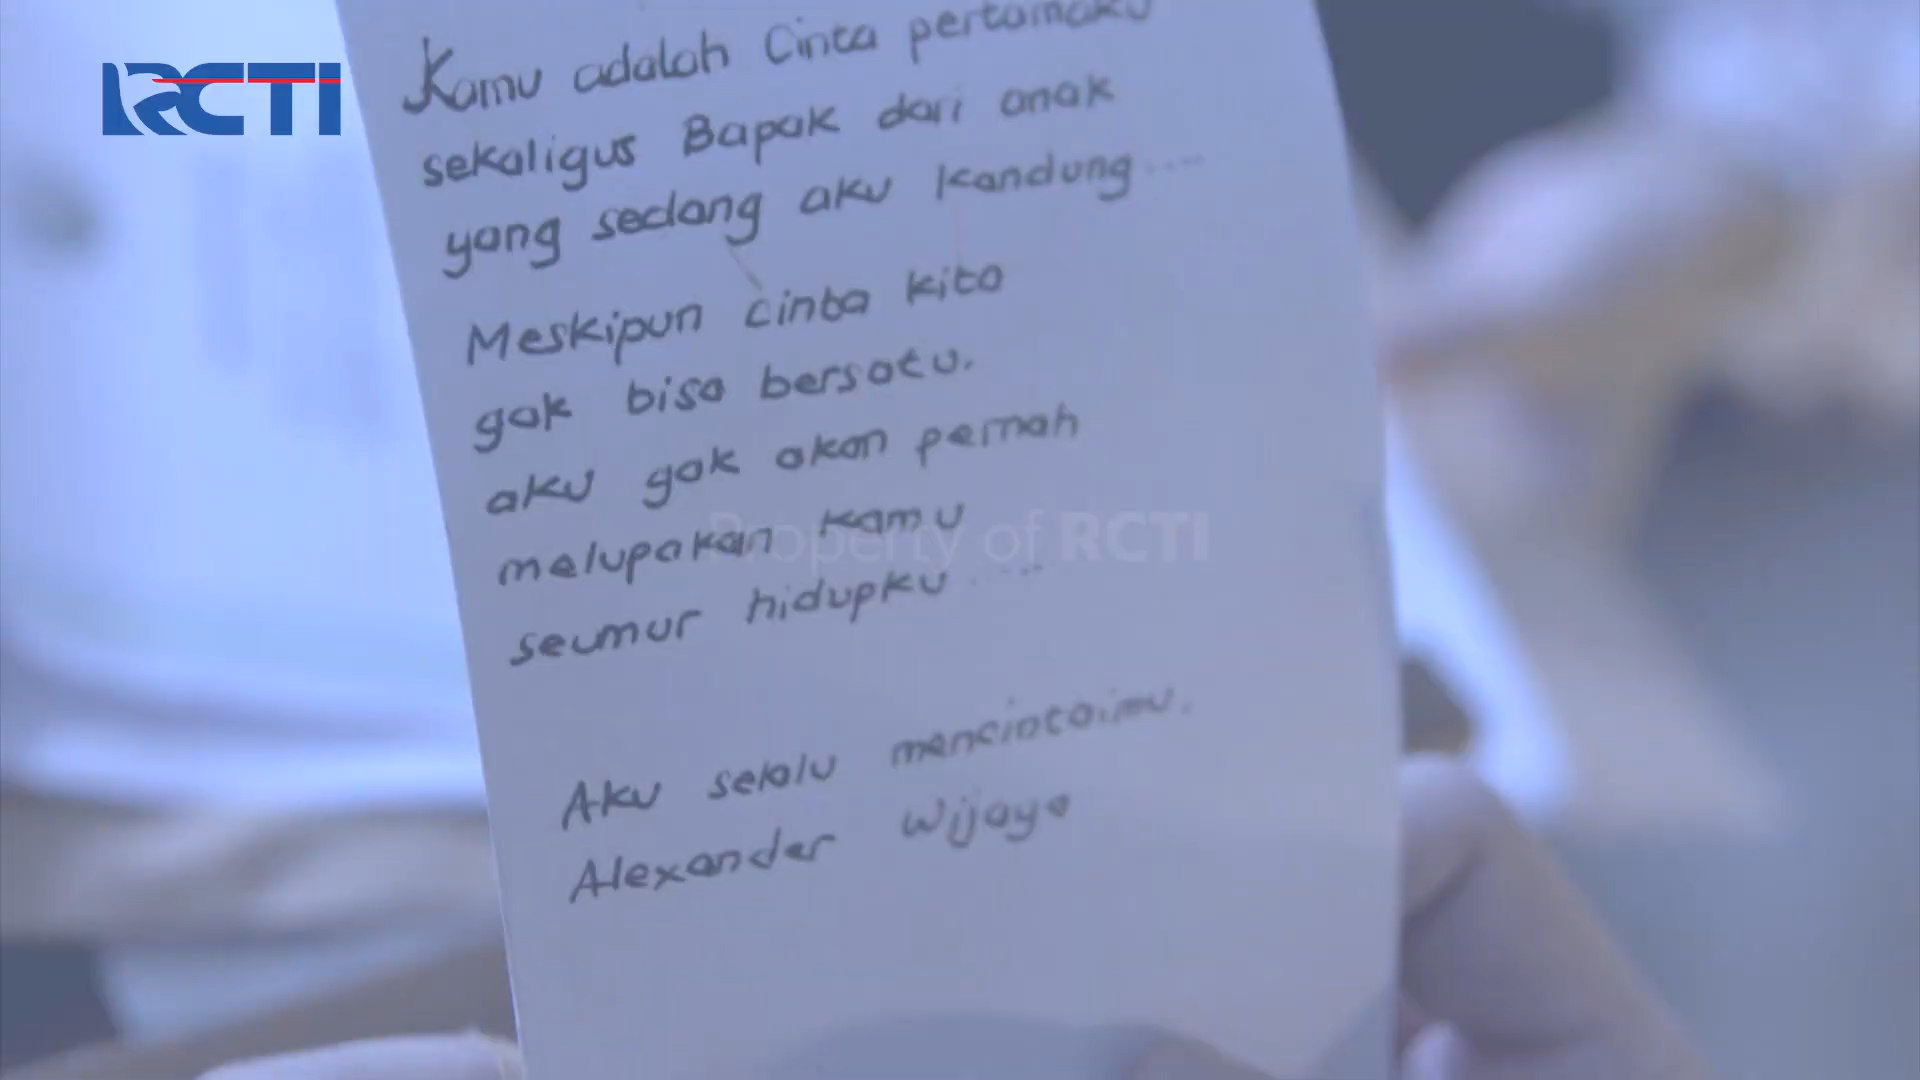 RCTI
Kamu adalah Cinta pertamaku
sekaligus Bapak dari anak
yang sedang aku kandung....
Meskipun cinta kita
gak bisa bersatu.
aku gak akan pernah
melupakan kamu
Property of RCTI
seumur hidupku.....
Aku selalu mencintaimu.
Alexander Wijaya